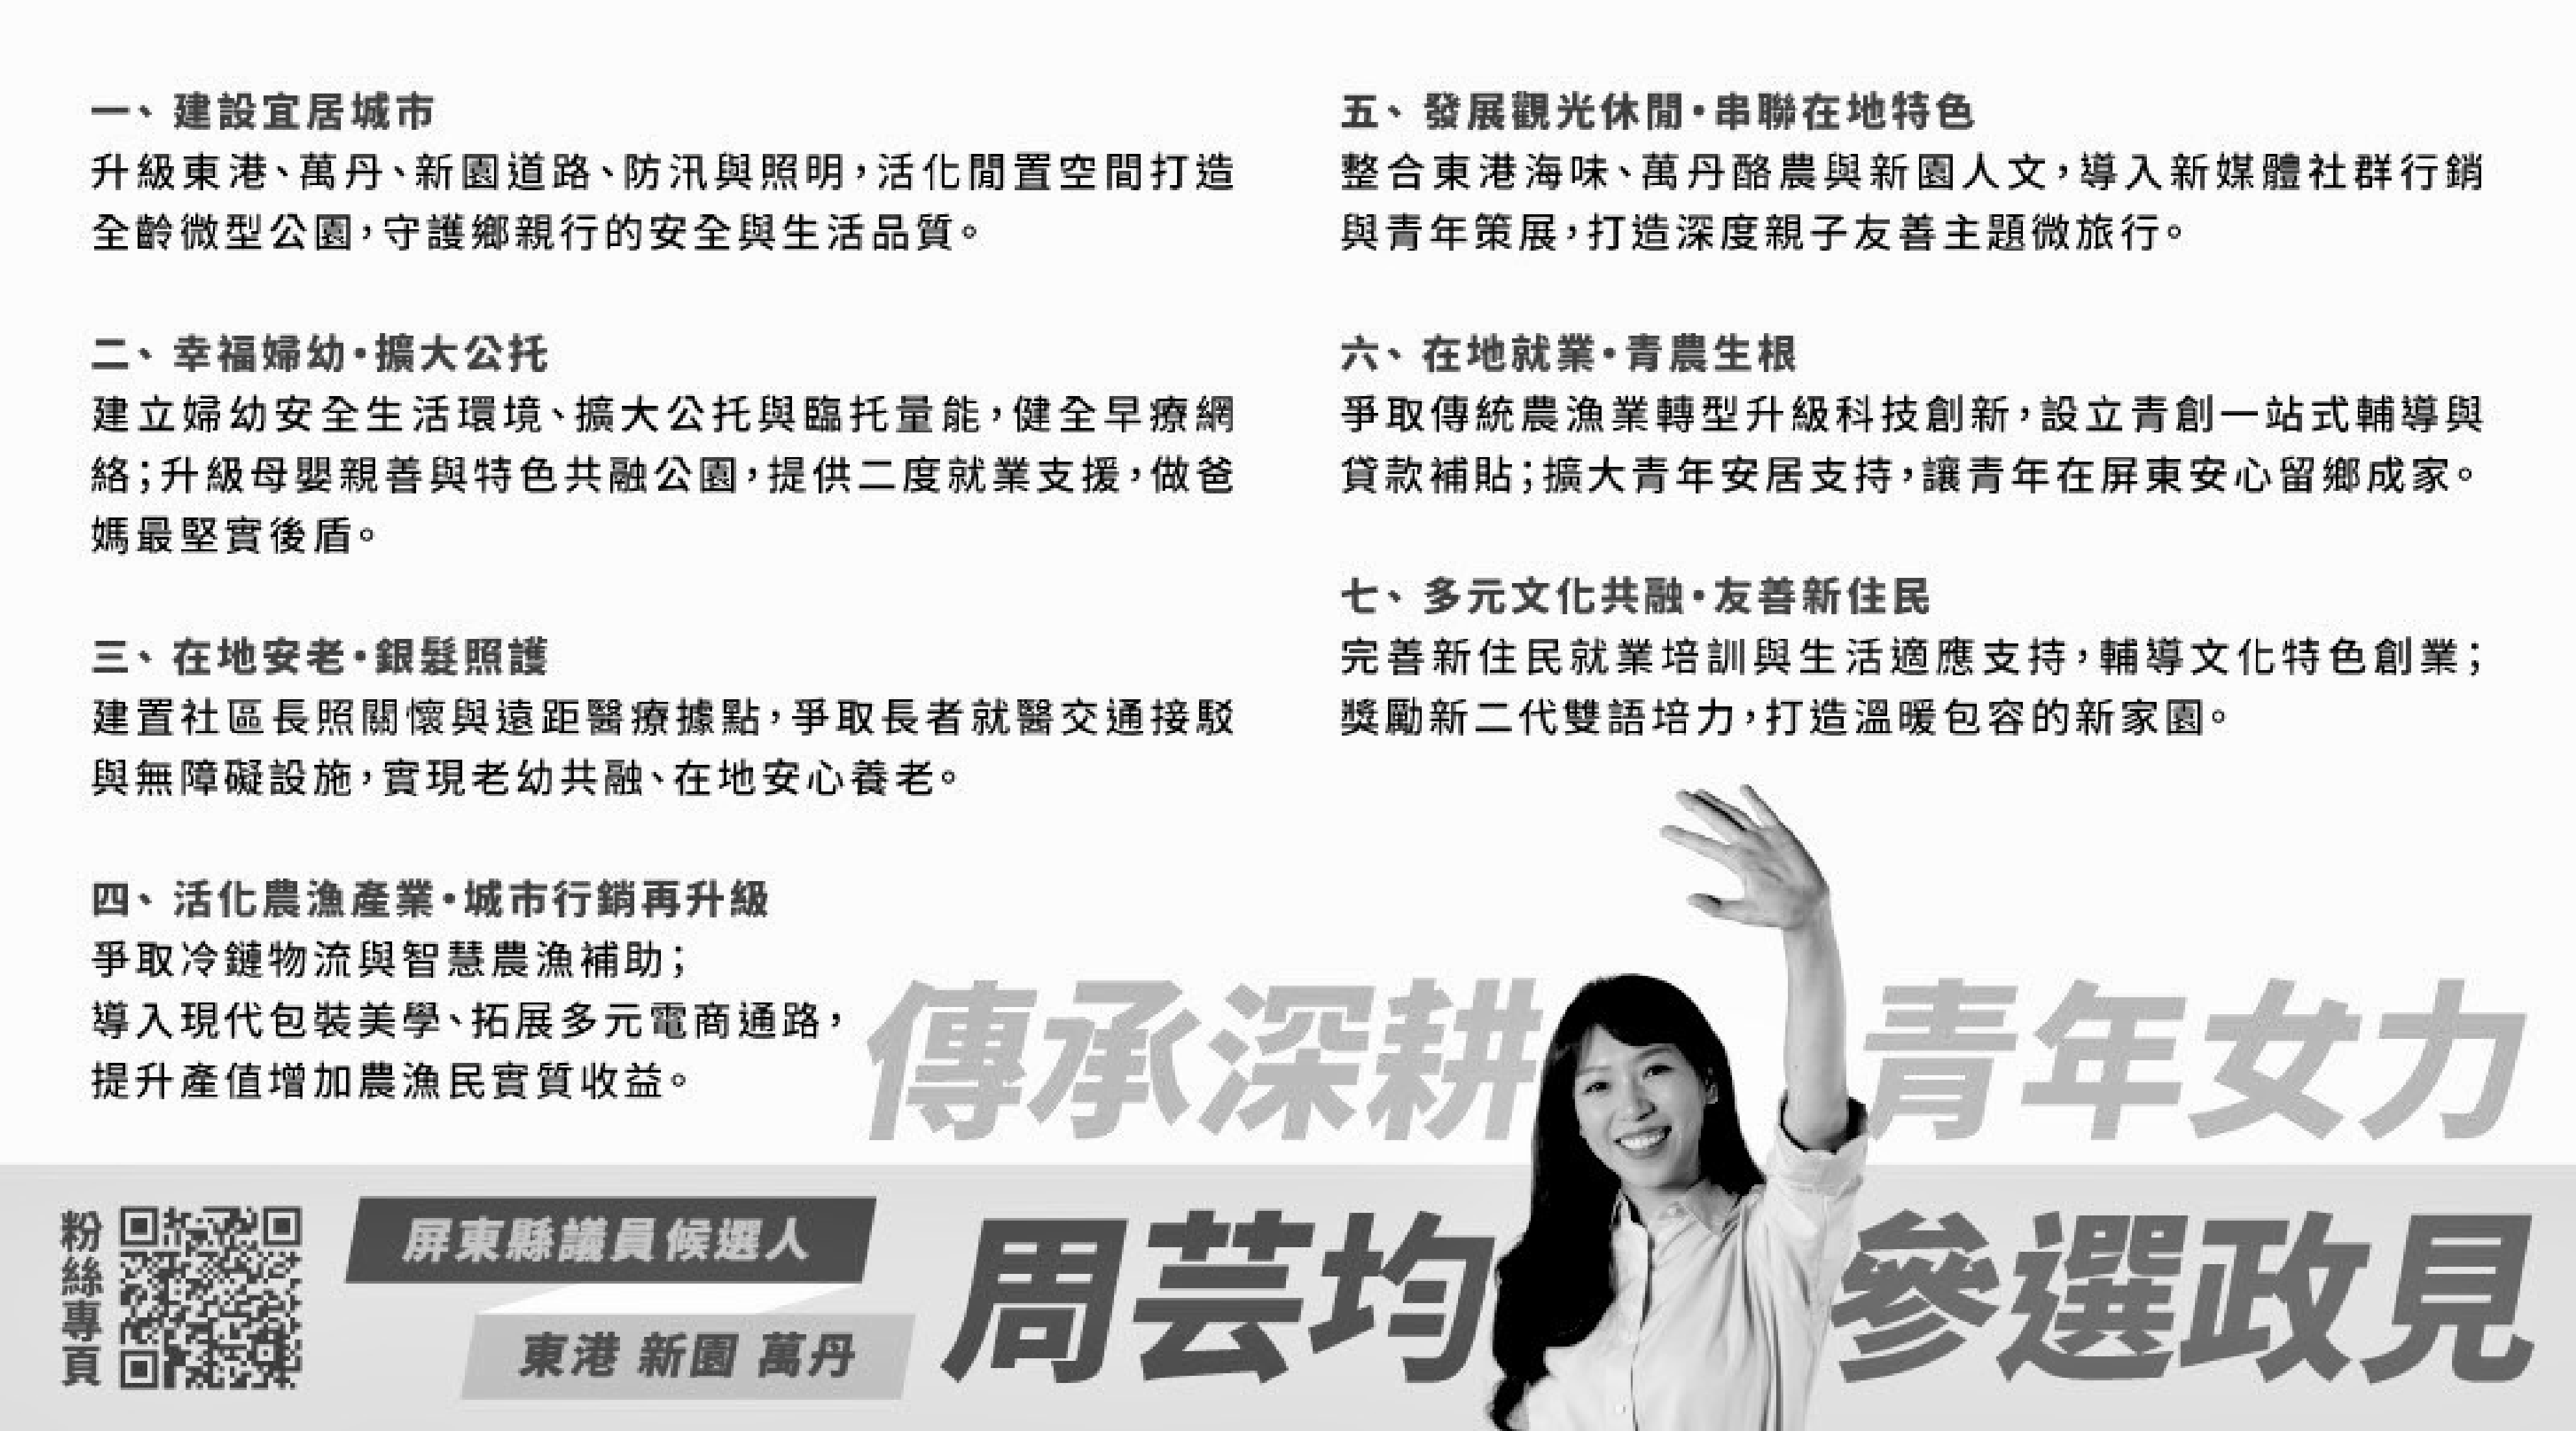 一、建設宜居城市
升級東港、萬丹、新園道路、防汛與照明，活化閒置空間打造
全齡微型公園，守護鄉親行的安全與生活品質。
二、幸福婦幼•擴大公托
建立婦幼安全生活環境、擴大公托與臨托量能，健全早療網
絡；升級母嬰親善與特色共融公園，提供二度就業支援，做爸
媽最堅實後盾。
三、在地安老•銀髮照護
建置社區長照關懷與遠距醫療據點，爭取長者就醫交通接駁
與無障礙設施，實現老幼共融、在地安心養老。
四、活化農漁產業•城市行銷再升級
爭取冷鏈物流與智慧農漁補助；
導入現代包裝美學、拓展多元電商通路，
提升產值增加農漁民實質收益。
五、發展觀光休閒•串聯在地特色
整合東港海味、萬丹酪農與新園人文，導入新媒體社群行銷
與青年策展，打造深度親子友善主題微旅行。
六、在地就業•青農生根
爭取傳統農漁業轉型升級科技創新，設立青創一站式輔導與
貸款補貼；擴大青年安居支持，讓青年在屏東安心留鄉成家。
七、多元文化共融•友善新住民
完善新住民就業培訓與生活適應支持，輔導文化特色創業；
獎勵新二代雙語培力，打造溫暖包容的新家園。
傳承深耕 青年女力
粉絲專頁
屏東縣議員候選人
東港 新園 萬丹
周芸均 參選政見